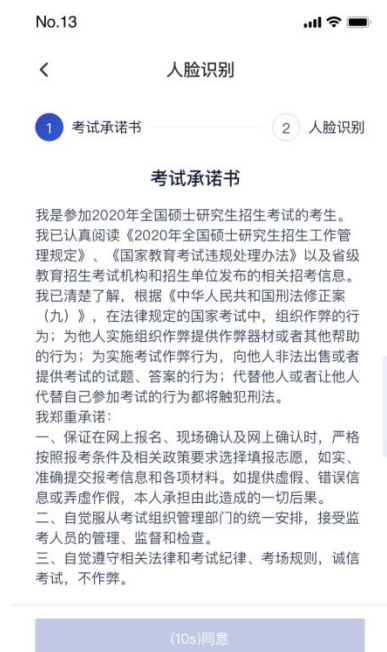 No.13
人脸识别
1 考试承诺书 2 人脸识别
考试承诺书
我是参加2020年全国硕士研究生招生考试的考生。
我已认真阅读《2020年全国硕士研究生招生工作管
理规定》、《国家教育考试违规处理办法》以及省级
教育招生考试机构和招生单位发布的相关招考信息。
我已清楚了解，根据《中华人民共和国刑法修正案
（九）》，在法律规定的国家考试中，组织作弊的行
为；为他人实施组织作弊提供作弊器材或者其他帮助
的行为；为实施考试作弊行为，向他人非法出售或者
提供考试的试题、答案的行为；代替他人或者让他人
代替自己参加考试的行为都将触犯刑法。
我郑重承诺：
一、保证在网上报名、现场确认及网上确认时，严格
按照报考条件及相关政策要求选择填报志愿，如实、
准确提交报考信息和各项材料。如提供虚假、错误信
息或弄虚作假，本人承担由此造成的一切后果。
二、自觉服从考试组织管理部门的统一安排，接受监
考人员的管理、监督和检查。
三、自觉遵守相关法律和考试纪律、考场规则，诚信
考试，不作弊。
(10s)同意